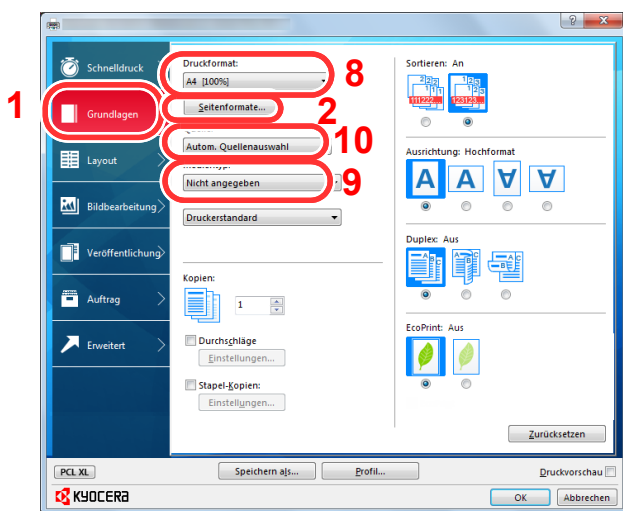 1
Schnelldruck
Grundlagen
Layout
Bildbearbeitung
Veröffentlichung
Auftrag
Erweitert
Druckformat:
A4 [100%]
8
Seitenformate...
2
Autom. Quellenauswahl
10
Nicht angegeben
9
Druckerstandard
Kopien:
1
Durchschläge
Einstellungen...
Stapel-Kopien:
Einstellungen...
Sortieren: An
111222...
123123...
Ausrichtung: Hochformat
A A A A
Duplex: Aus
EcoPrint: Aus
Zurücksetzen
PCL XL
Speichern als...
Profil...
Druckvorschau
KYOCERA
OK
Abbrechen